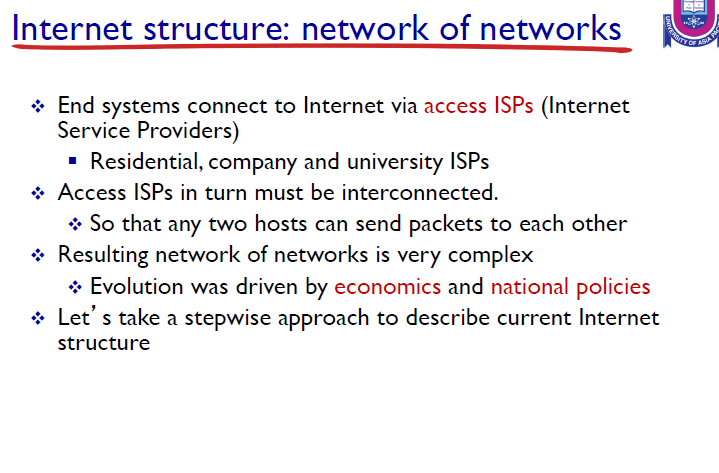 Internet structure: network of networks
UNIVERSITY OF ASIA PAC
❖ End systems connect to Internet via access ISPs (Internet
Service Providers)
▪ Residential, company and university ISPs
❖ Access ISPs in turn must be interconnected.
❖ So that any two hosts can send packets to each other
❖ Resulting network of networks is very complex
❖ Evolution was driven by economics and national policies
❖ Let’s take a stepwise approach to describe current Internet
structure